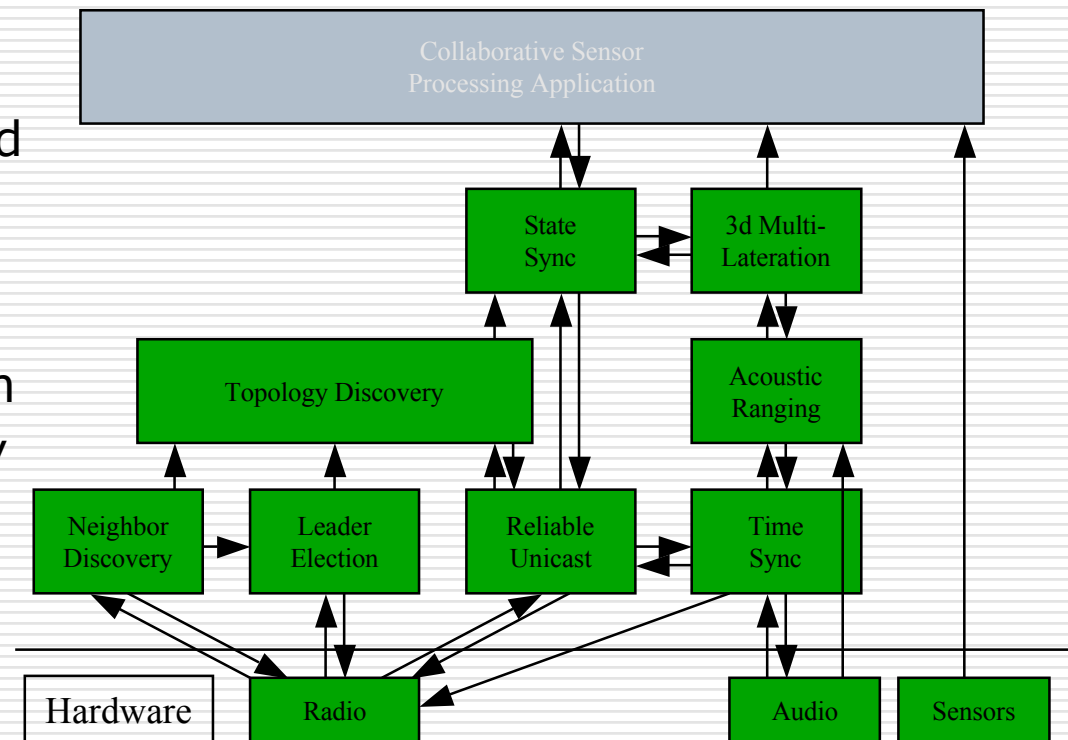 Collaborative Sensor
Processing Application
d
State
Sync
3d Multi-
Lateration
Topology Discovery
Acoustic
Ranging
n
y
Neighbor
Discovery
Leader
Election
Reliable
Unicast
Time
Sync
Hardware
Radio
Audio
Sensors